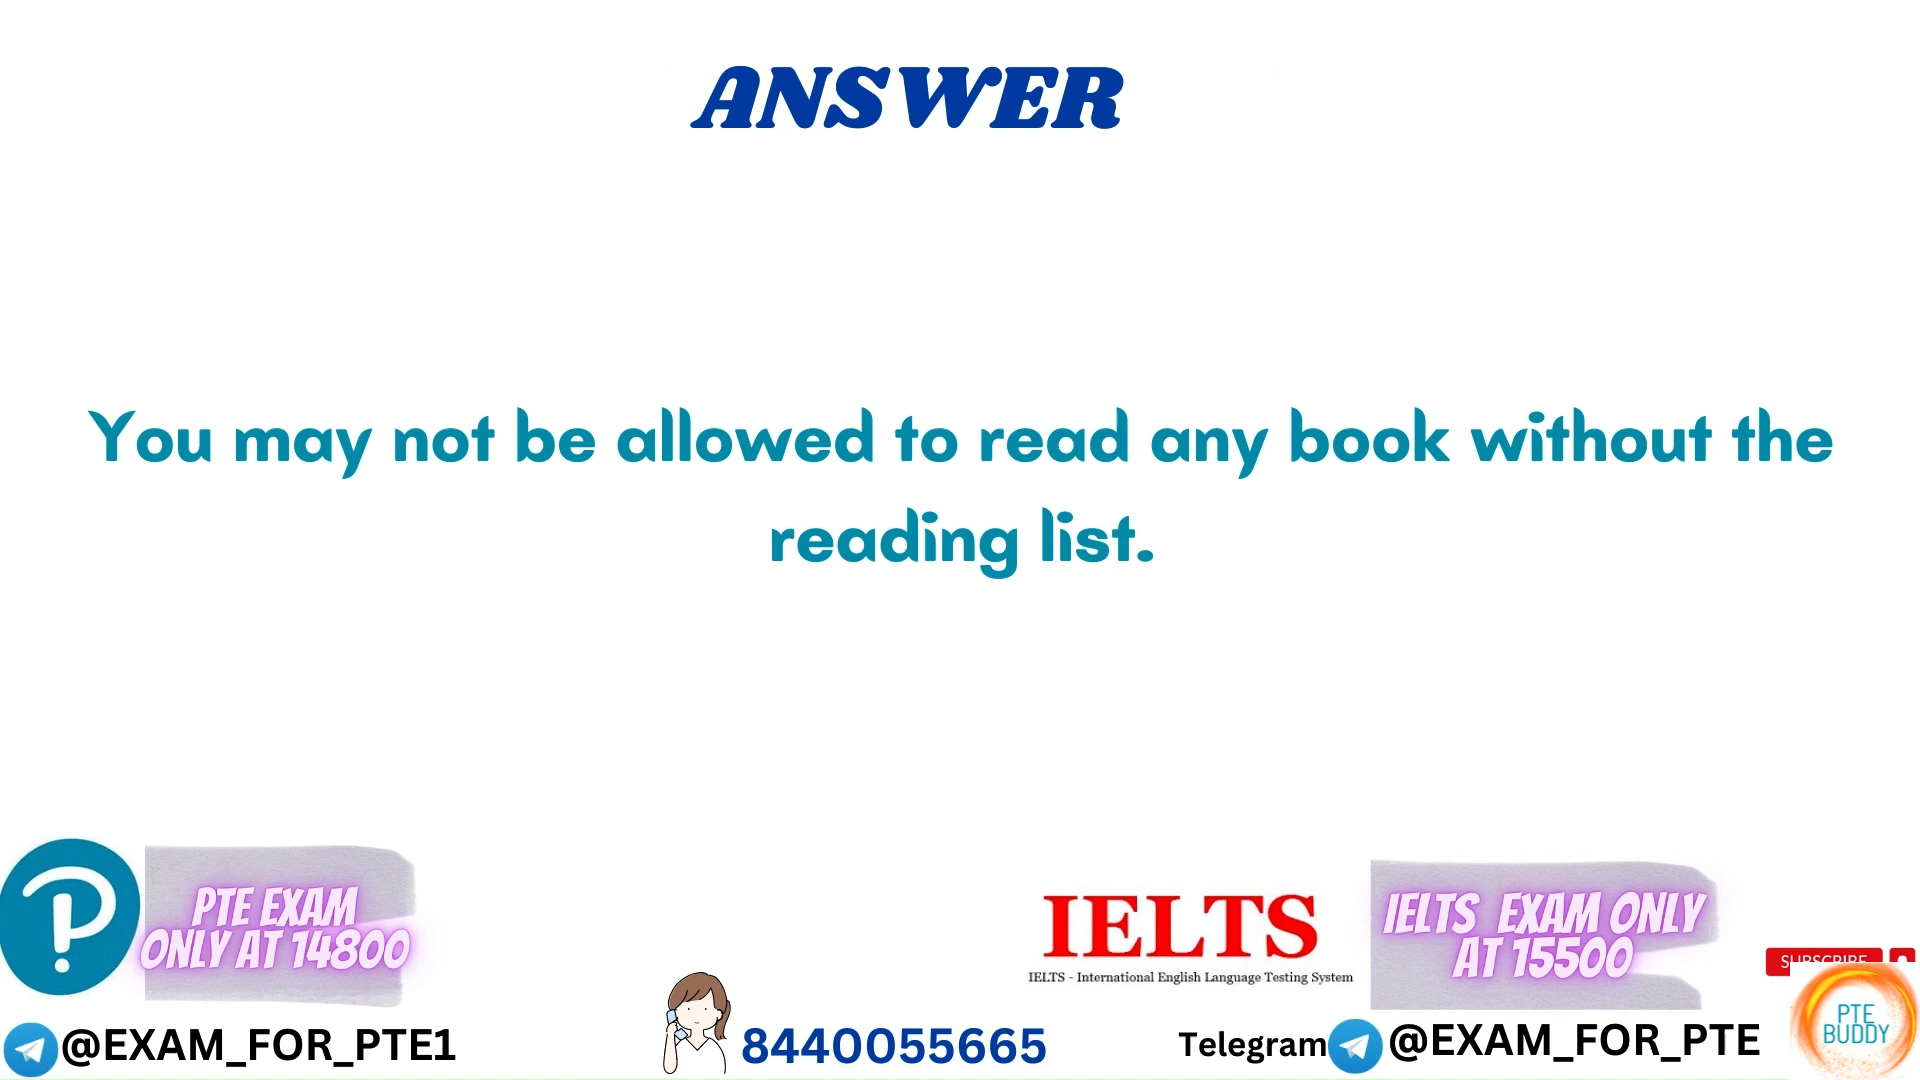 ANSWER
You may not be allowed to read any book without the
reading list.
PTE EXAM
ONLY AT 14800
IELTS
IELTS - International English Language Testing System
IELTS EXAM ONLY
AT 15500
SUBSCRIBE
PTE
BUDDY
@EXAM_FOR_PTE1
8440055665
Telegram @EXAM_FOR_PTE